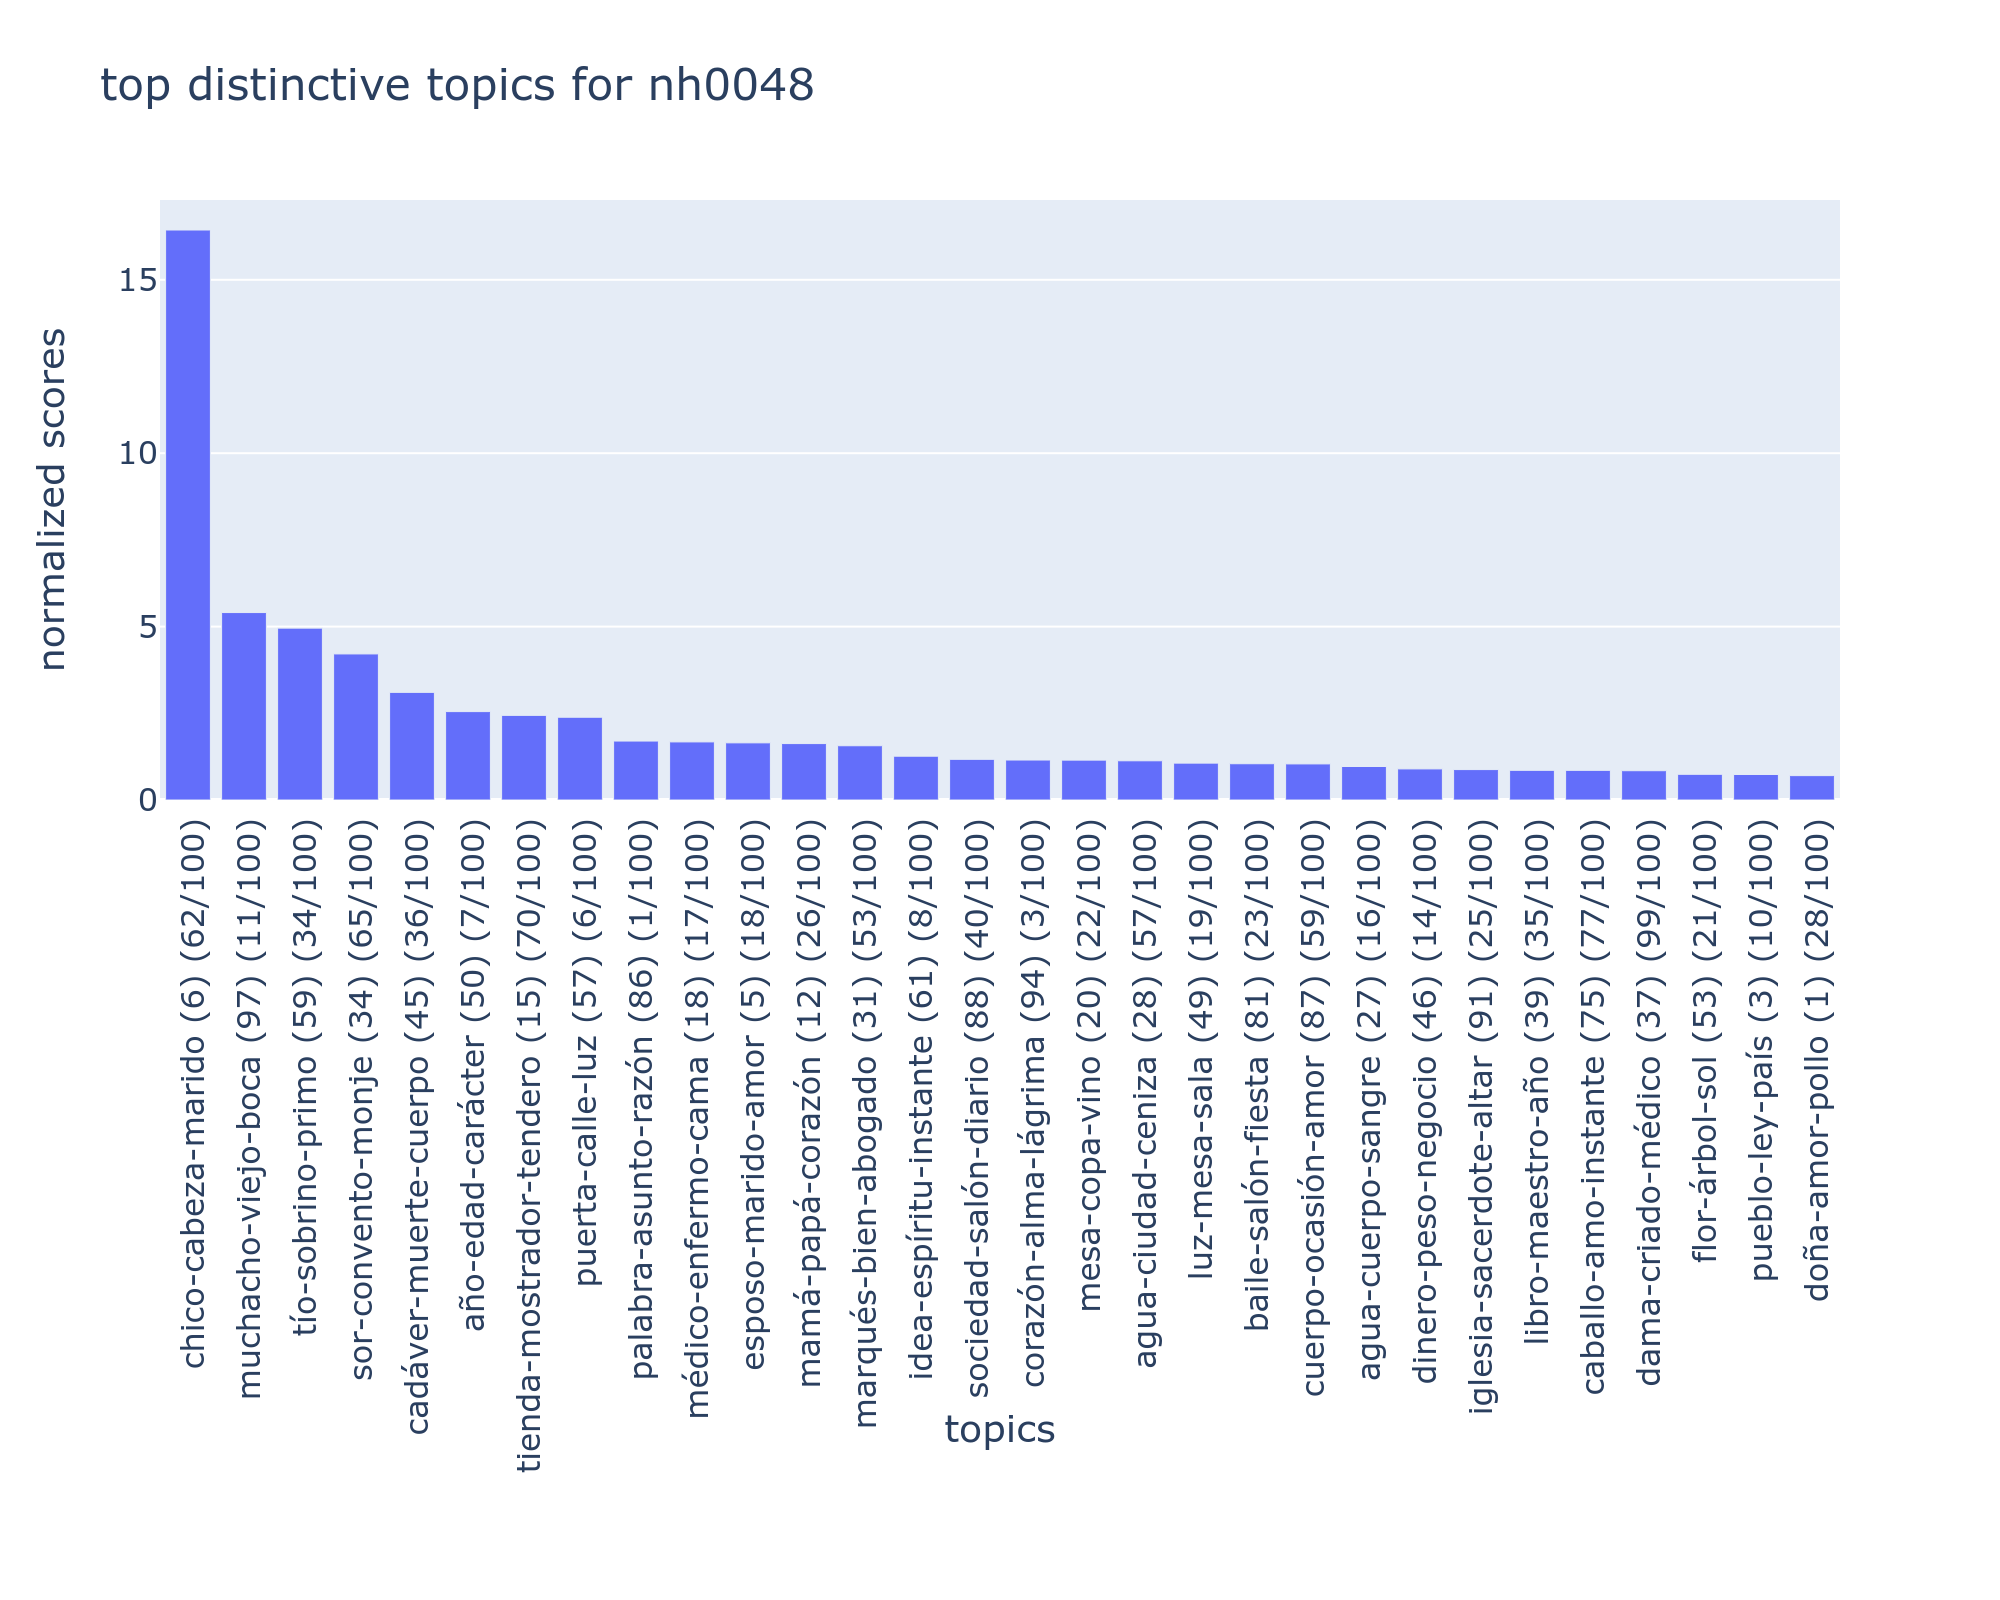 top distinctive topics for nh0048
normalized scores
15
10
5
0
chico-cabeza-marido (6) (62/100)
muchacho-viejo-boca (97) (11/100)
tío-sobrino-primo (59) (34/100)
sor-convento-monje (34) (65/100)
cadáver-muerte-cuerpo (45) (36/100)
año-edad-carácter (50) (7/100)
tienda-mostrador-tendero (15) (70/100)
puerta-calle-luz (57) (6/100)
palabra-asunto-razón (86) (1/100)
médico-enfermo-cama (18) (17/100)
esposo-marido-amor (5) (18/100)
mamá-papá-corazón (12) (26/100)
marqués-bien-abogado (31) (53/100)
idea-espíritu-instante (61) (8/100)
sociedad-salón-diario (88) (40/100)
corazón-alma-lágrima (94) (3/100)
mesa-copa-vino (20) (22/100)
agua-ciudad-ceniza (28) (57/100)
luz-mesa-sala (49) (19/100)
baile-salón-fiesta (81) (23/100)
cuerpo-ocasión-amor (87) (59/100)
agua-cuerpo-sangre (27) (16/100)
dinero-peso-negocio (46) (14/100)
iglesia-sacerdote-altar (91) (25/100)
libro-maestro-año (39) (35/100)
caballo-amo-instante (75) (77/100)
dama-criado-médico (37) (99/100)
flor-árbol-sol (53) (21/100)
pueblo-ley-país (3) (10/100)
doña-amor-pollo (1) (28/100)
topics